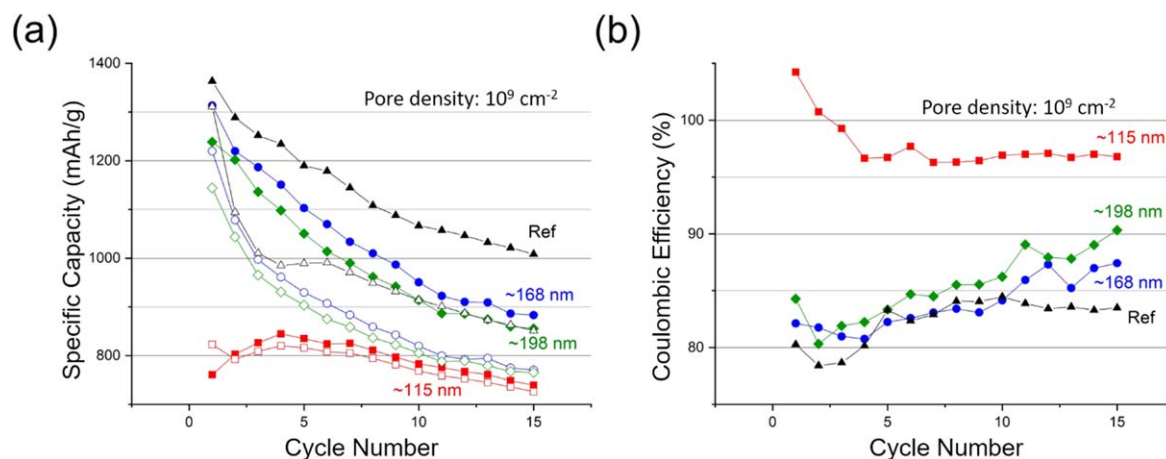 (a)
Specific Capacity (mAh/g)
1400
1200
1000
800
Pore density: 10⁹ cm⁻²
Ref
~168 nm
~198 nm
~115 nm
0
5
10
15
Cycle Number
(b)
Coulombic Efficiency (%)
100
90
80
Pore density: 10⁹ cm⁻²
~115 nm
~198 nm
~168 nm
Ref
0
5
10
15
Cycle Number